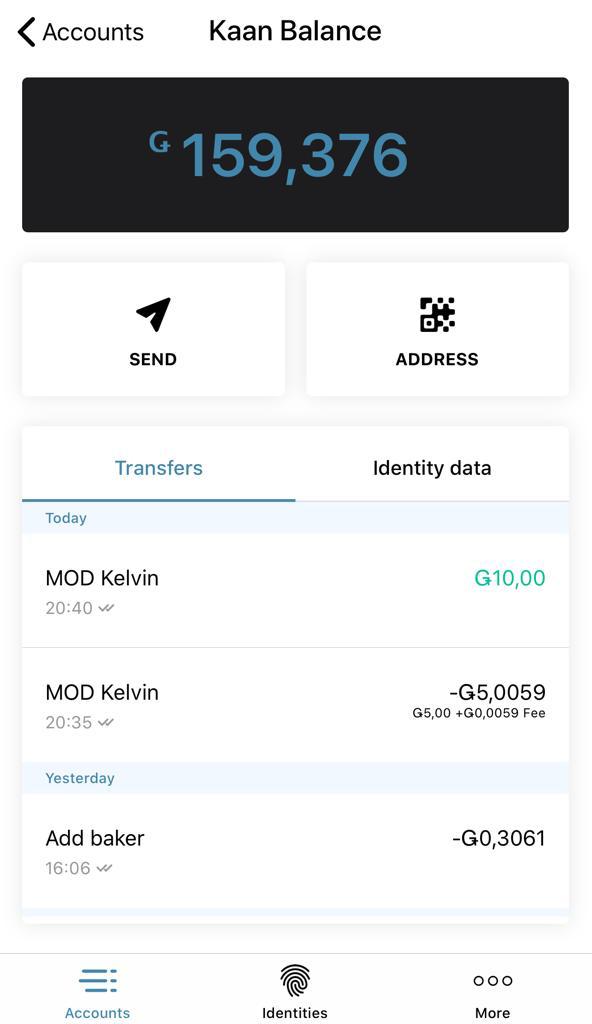 Accounts
Kaan Balance
Ǥ 159,376
SEND
ADDRESS
Transfers
Identity data
Today
MOD Kelvin
Ǥ10,00
20:40
MOD Kelvin
-Ǥ5,0059
20:35
Ǥ5,00 +Ǥ0,0059 Fee
Yesterday
Add baker
-Ǥ0,3061
16:06
Accounts
Identities
More